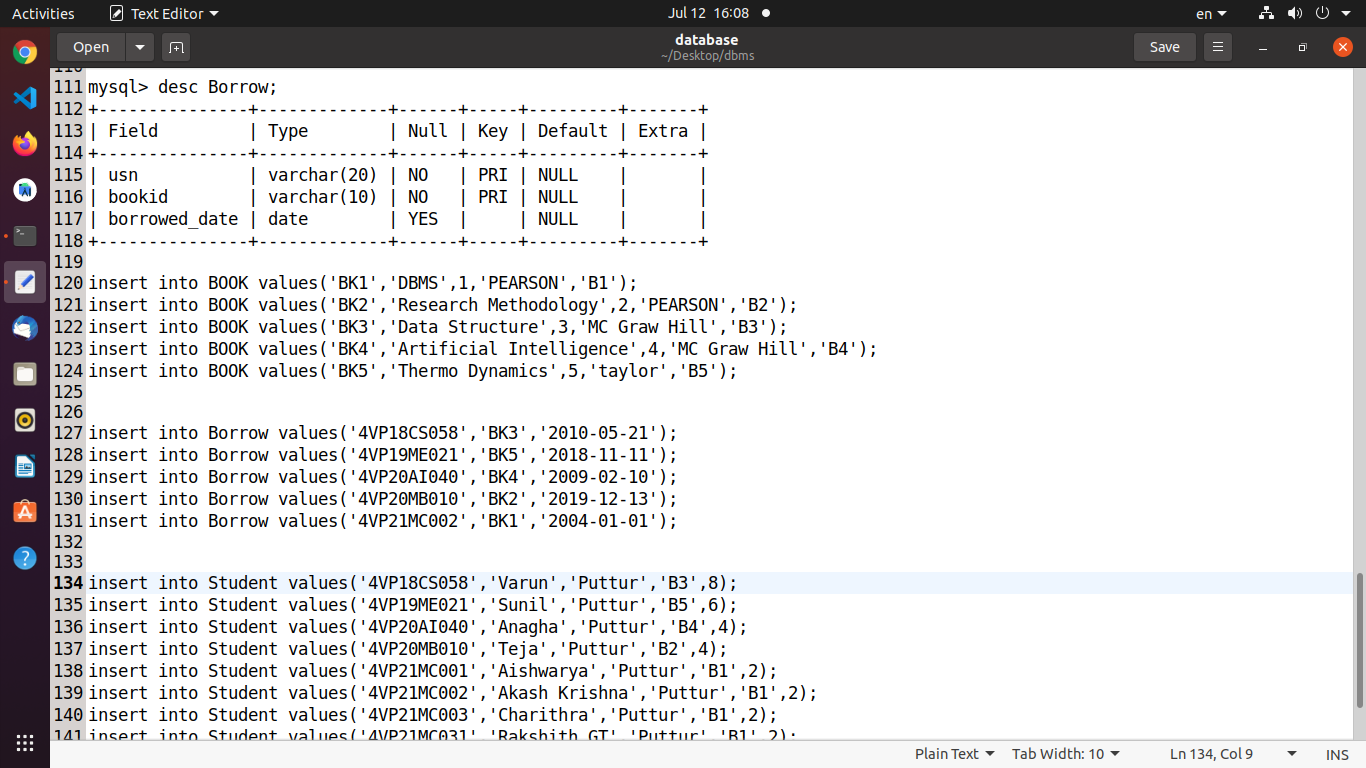 Activities Text Editor Jul 12 16:08 en
Open database Save
~/Desktop/dbms
110
111 mysql> desc Borrow;
112 +---------------+-------------+------+-----+---------+-------+
113 | Field         | Type        | Null | Key | Default | Extra |
114 +---------------+-------------+------+-----+---------+-------+
115 | usn           | varchar(20) | NO   | PRI | NULL    |       |
116 | bookid        | varchar(10) | NO   | PRI | NULL    |       |
117 | borrowed_date | date        | YES  |     | NULL    |       |
118 +---------------+-------------+------+-----+---------+-------+
119
120 insert into BOOK values('BK1','DBMS',1,'PEARSON','B1');
121 insert into BOOK values('BK2','Research Methodology',2,'PEARSON','B2');
122 insert into BOOK values('BK3','Data Structure',3,'MC Graw Hill','B3');
123 insert into BOOK values('BK4','Artificial Intelligence',4,'MC Graw Hill','B4');
124 insert into BOOK values('BK5','Thermo Dynamics',5,'taylor','B5');
125
126
127 insert into Borrow values('4VP18CS058','BK3','2010-05-21');
128 insert into Borrow values('4VP19ME021','BK5','2018-11-11');
129 insert into Borrow values('4VP20AI040','BK4','2009-02-10');
130 insert into Borrow values('4VP20MB010','BK2','2019-12-13');
131 insert into Borrow values('4VP21MC002','BK1','2004-01-01');
132
133
134 insert into Student values('4VP18CS058','Varun','Puttur','B3',8);
135 insert into Student values('4VP19ME021','Sunil','Puttur','B5',6);
136 insert into Student values('4VP20AI040','Anagha','Puttur','B4',4);
137 insert into Student values('4VP20MB010','Teja','Puttur','B2',4);
138 insert into Student values('4VP21MC001','Aishwarya','Puttur','B1',2);
139 insert into Student values('4VP21MC002','Akash Krishna','Puttur','B1',2);
140 insert into Student values('4VP21MC003','Charithra','Puttur','B1',2);
141 insert into Student values('4VP21MC031','Rakshith GT','Puttur','B1',2);
Plain Text Tab Width: 10 Ln 134, Col 9 INS